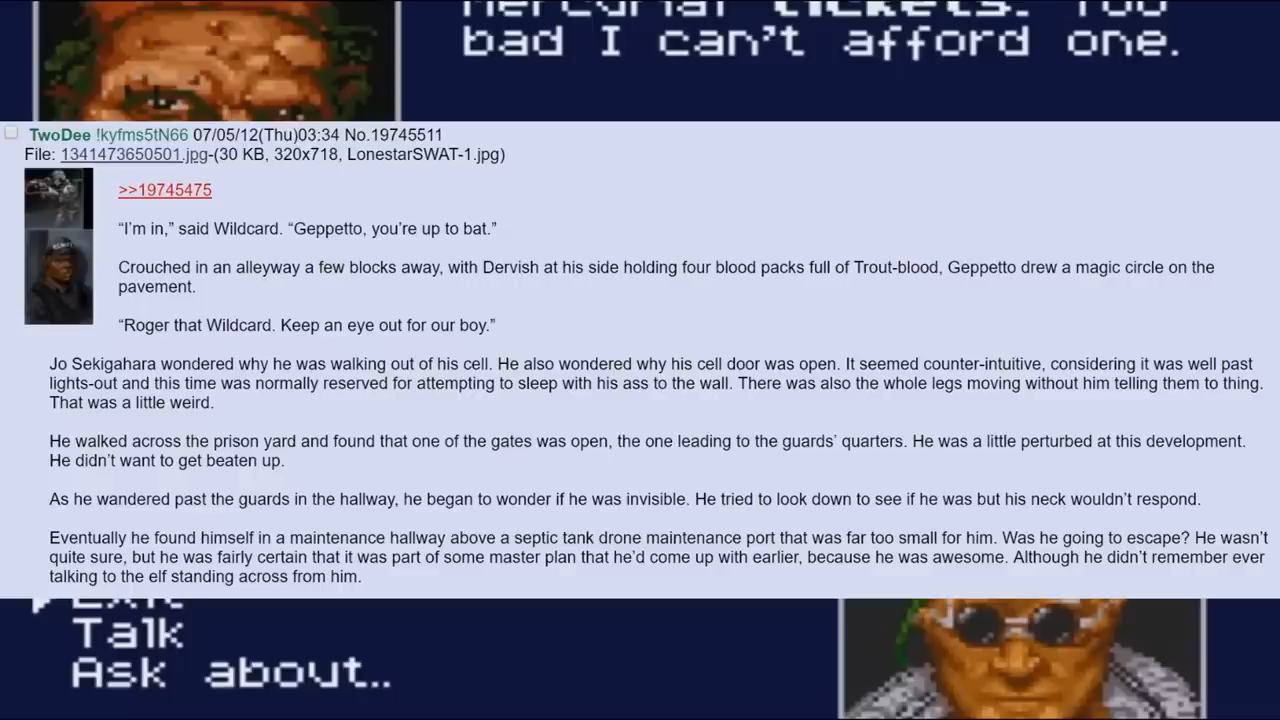 Mercurial tickets. Too
bad I can't afford one.
TwoDee !kyfms5tN66 07/05/12(Thu)03:34 No.19745511
File: 1341473650501.jpg-(30 KB, 320x718, LonestarSWAT-1.jpg)
>>19745475
“I’m in,” said Wildcard. “Geppetto, you’re up to bat.”
Crouched in an alleyway a few blocks away, with Dervish at his side holding four blood packs full of Trout-blood, Geppetto drew a magic circle on the
pavement.
“Roger that Wildcard. Keep an eye out for our boy.”
Jo Sekigahara wondered why he was walking out of his cell. He also wondered why his cell door was open. It seemed counter-intuitive, considering it was well past
lights-out and this time was normally reserved for attempting to sleep with his ass to the wall. There was also the whole legs moving without him telling them to thing.
That was a little weird.
He walked across the prison yard and found that one of the gates was open, the one leading to the guards’ quarters. He was a little perturbed at this development.
He didn’t want to get beaten up.
As he wandered past the guards in the hallway, he began to wonder if he was invisible. He tried to look down to see if he was but his neck wouldn’t respond.
Eventually he found himself in a maintenance hallway above a septic tank drone maintenance port that was far too small for him. Was he going to escape? He wasn’t
quite sure, but he was fairly certain that it was part of some master plan that he’d come up with earlier, because he was awesome. Although he didn’t remember ever
talking to the elf standing across from him.
Exit
Talk
Ask about..